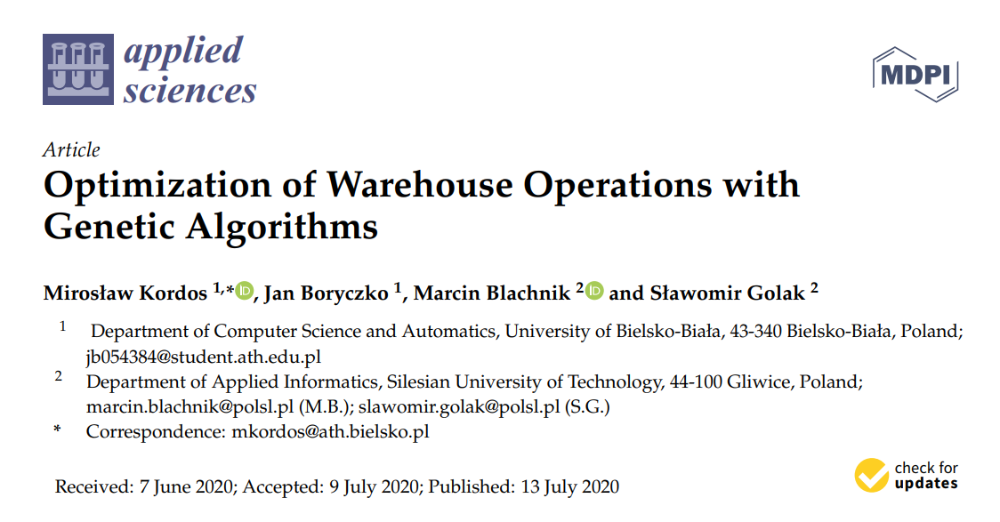 applied
sciences
MDPI
Article
Optimization of Warehouse Operations with
Genetic Algorithms
Mirosław Kordos 1,* iD, Jan Boryczko 1, Marcin Blachnik 2 iD and Sławomir Golak 2
1 Department of Computer Science and Automatics, University of Bielsko-Biała, 43-340 Bielsko-Biała, Poland;
jb054384@student.ath.edu.pl
2 Department of Applied Informatics, Silesian University of Technology, 44-100 Gliwice, Poland;
marcin.blachnik@polsl.pl (M.B.); slawomir.golak@polsl.pl (S.G.)
* Correspondence: mkordos@ath.bielsko.pl
check for
updates
Received: 7 June 2020; Accepted: 9 July 2020; Published: 13 July 2020